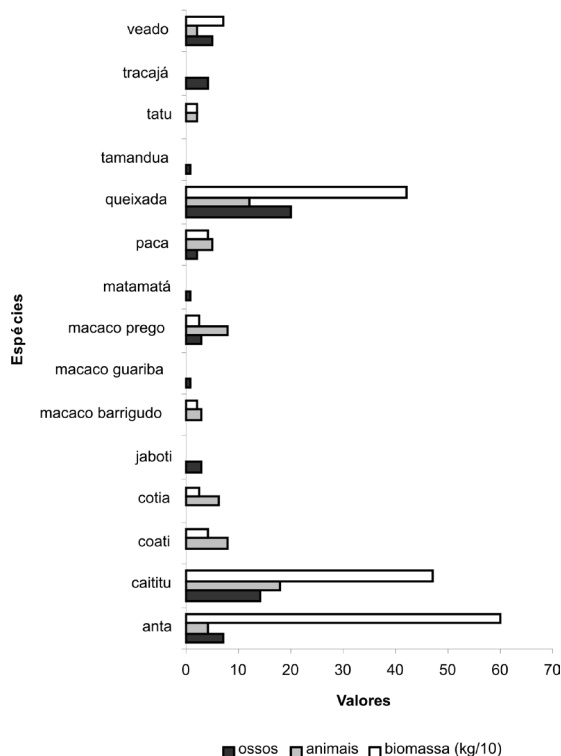 veado
tracajá
tatu
tamandua
queixada
paca
matamatá
macaco prego
macaco guariba
macaco barrigudo
jaboti
cotia
coati
caititu
anta
Espécies
0 10 20 30 40 50 60 70
Valores
ossos animais biomassa (kg/10)